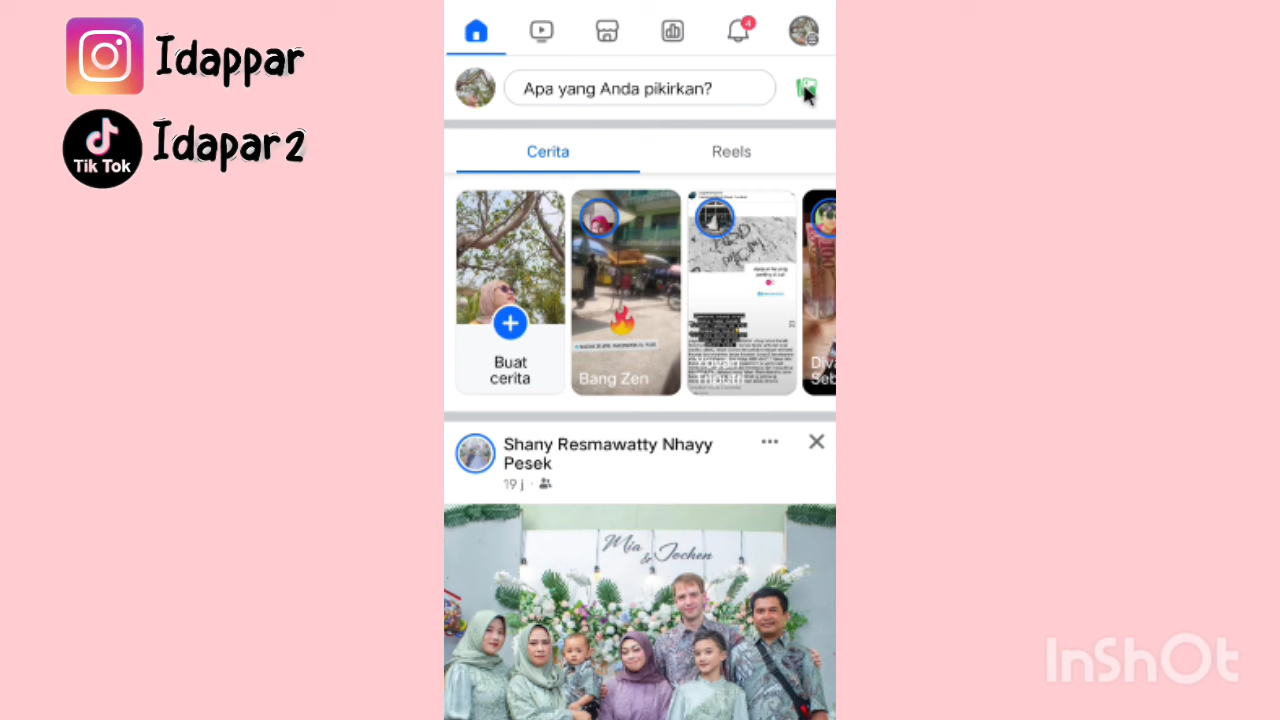 Idappar
Tik Tok
Idapar2
4
Apa yang Anda pikirkan?
Cerita
Reels
Buat
cerita
Bang Zen
Shany Resmawatty Nhayy
Pesek
19 j
Mia
& Jochen
InShOt